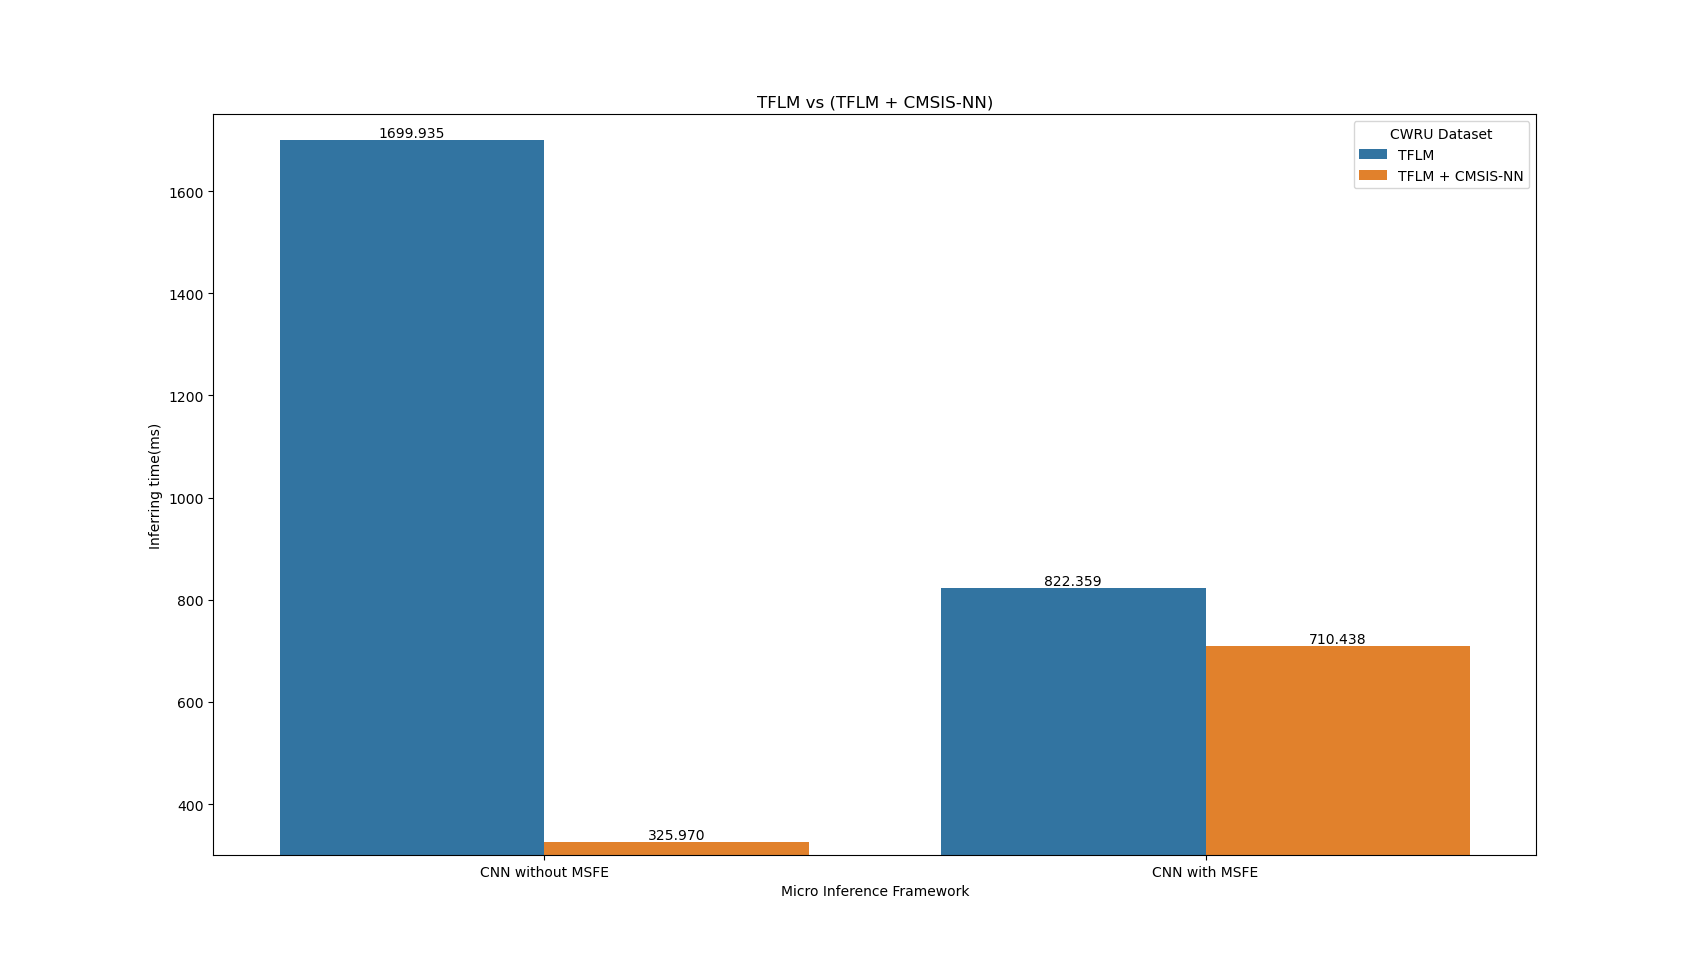 TFLM vs (TFLM + CMSIS-NN)
CWRU Dataset
TFLM
TFLM + CMSIS-NN
1699.935
325.970
822.359
710.438
1600
1400
1200
1000
800
600
400
Inferring time(ms)
CNN without MSFE
CNN with MSFE
Micro Inference Framework